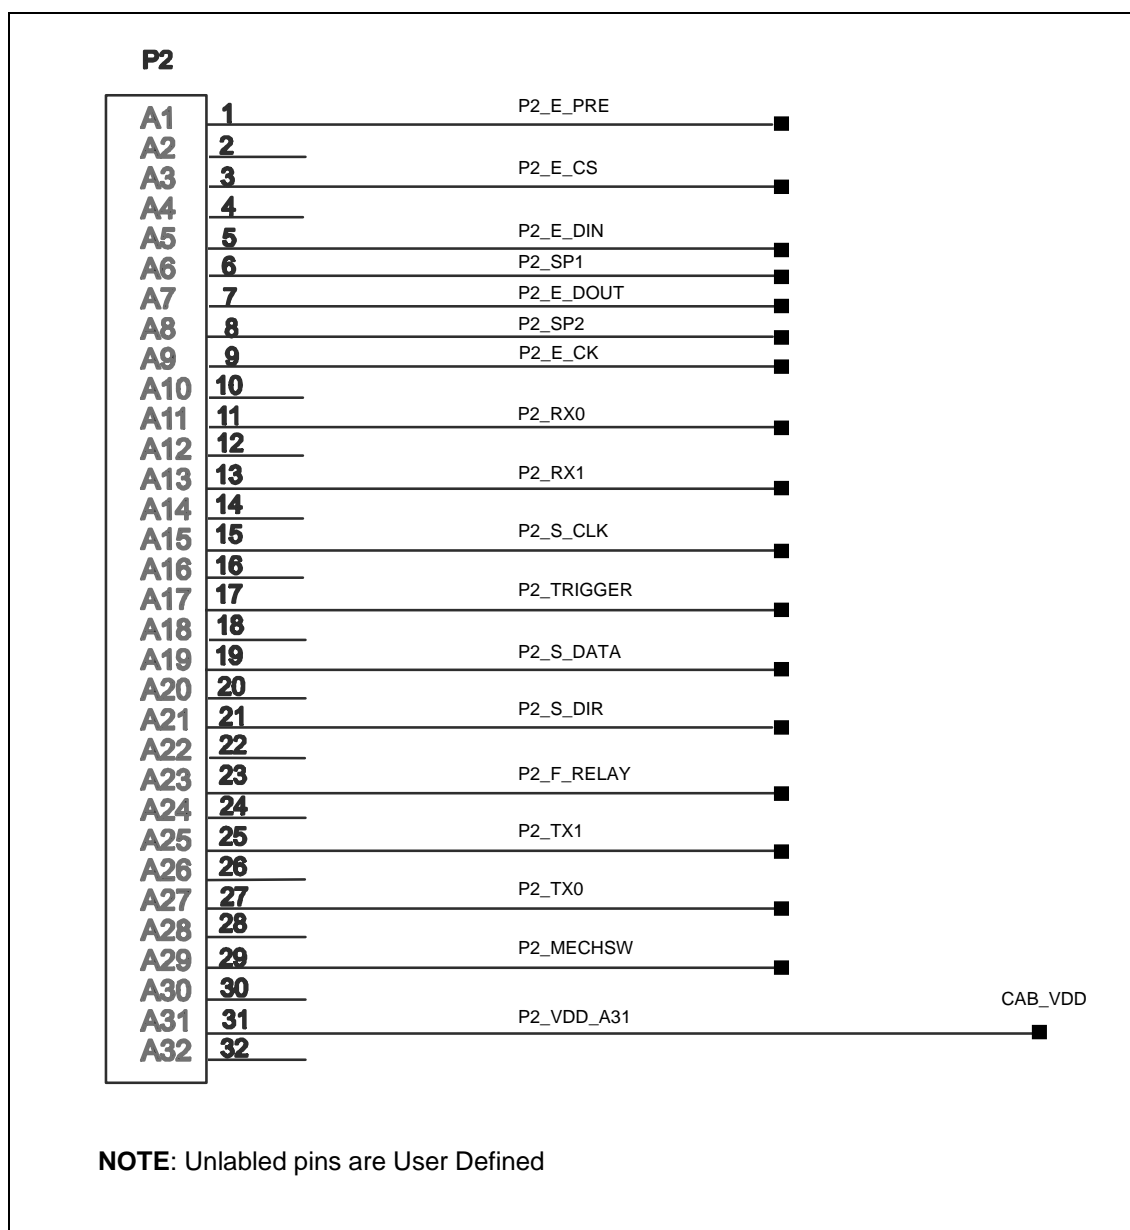 P2
A1 1 P2_E_PRE
A2 2
A3 3 P2_E_CS
A4 4
A5 5 P2_E_DIN
A6 6 P2_SP1
A7 7 P2_E_DOUT
A8 8 P2_SP2
A9 9 P2_E_CK
A10 10
A11 11 P2_RX0
A12 12
A13 13 P2_RX1
A14 14
A15 15 P2_S_CLK
A16 16
A17 17 P2_TRIGGER
A18 18
A19 19 P2_S_DATA
A20 20
A21 21 P2_S_DIR
A22 22
A23 23 P2_F_RELAY
A24 24
A25 25 P2_TX1
A26 26
A27 27 P2_TX0
A28 28
A29 29 P2_MECHSW
A30 30
CAB_VDD
A31 31 P2_VDD_A31
A32 32
NOTE: Unlabled pins are User Defined